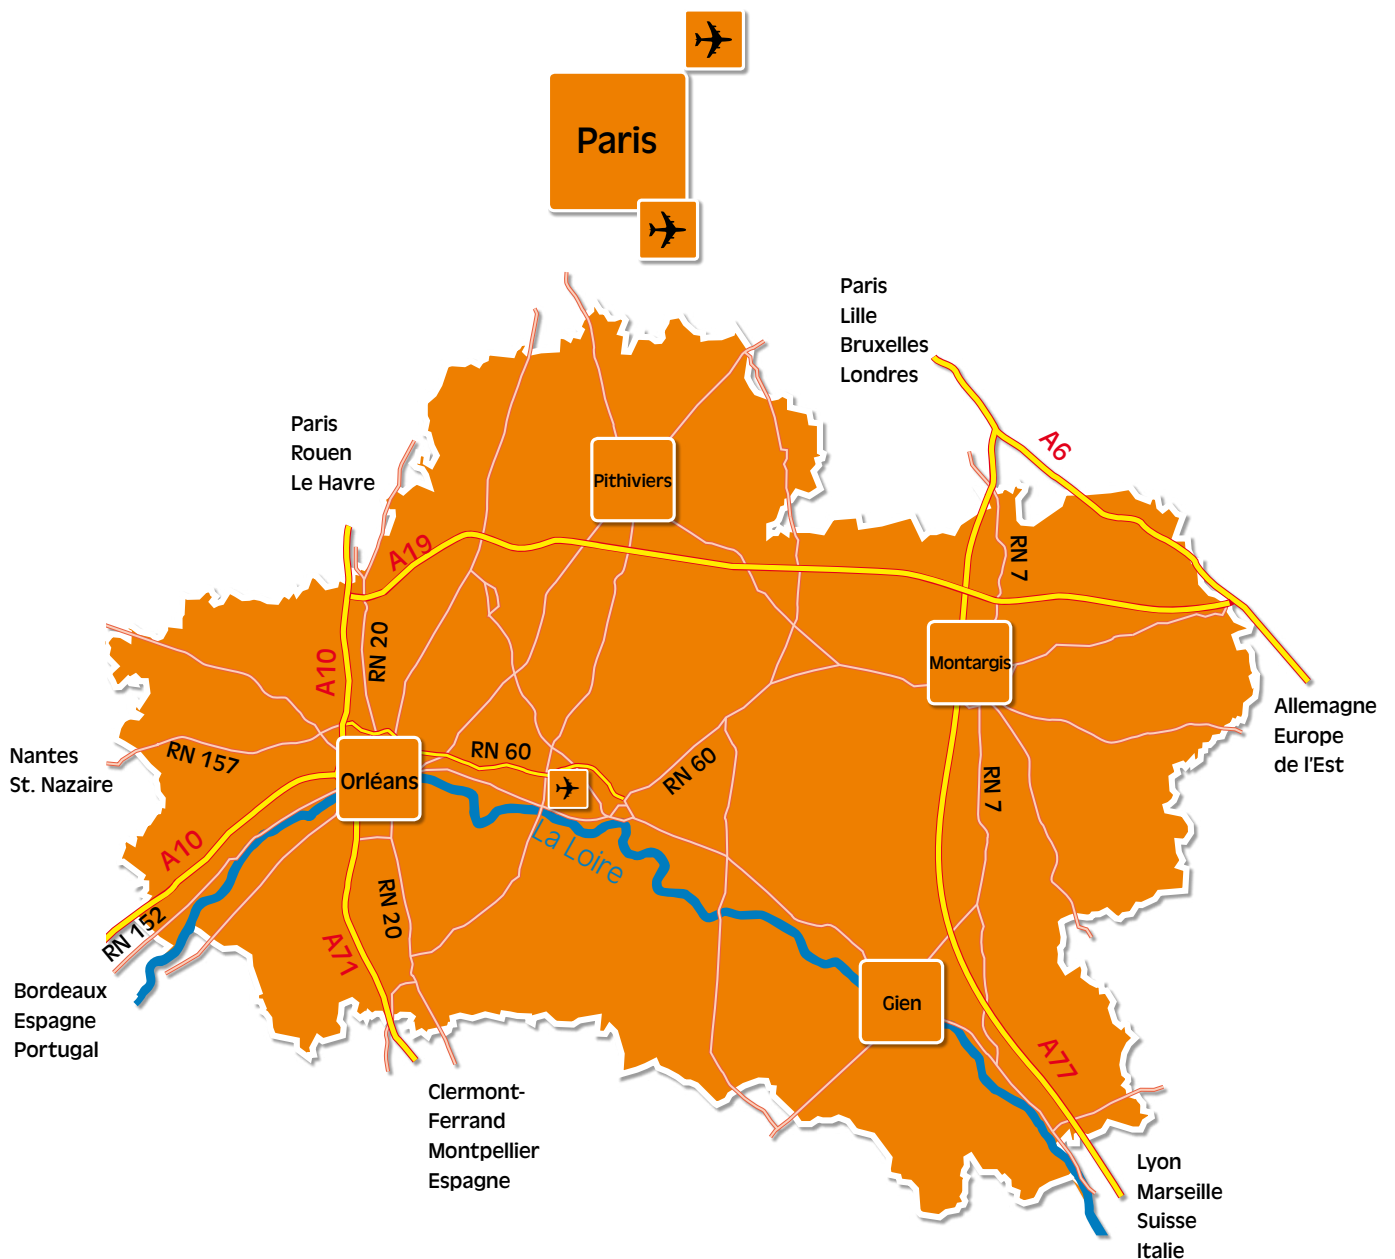 Paris
Paris
Lille
Bruxelles
Londres
Paris
Rouen
Le Havre
A6
Pithiviers
A19
RN 7
RN 20
A10
Montargis
Allemagne
Europe
de l'Est
Nantes
St. Nazaire
RN 157
Orléans
RN 60
RN 60
RN 7
A10
La Loire
RN 20
RN 152
A71
Bordeaux
Espagne
Portugal
Gien
A77
Clermont-
Ferrand
Montpellier
Espagne
Lyon
Marseille
Suisse
Italie